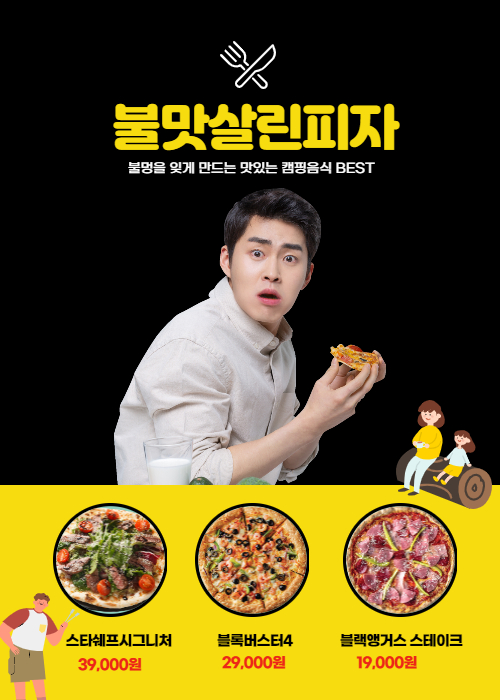 불맛살린피자
불멍을 잊게 만드는 맛있는 캠핑음식 BEST
스타쉐프시그니처
39,000원
블록버스터4
29,000원
블랙앵거스 스테이크
19,000원